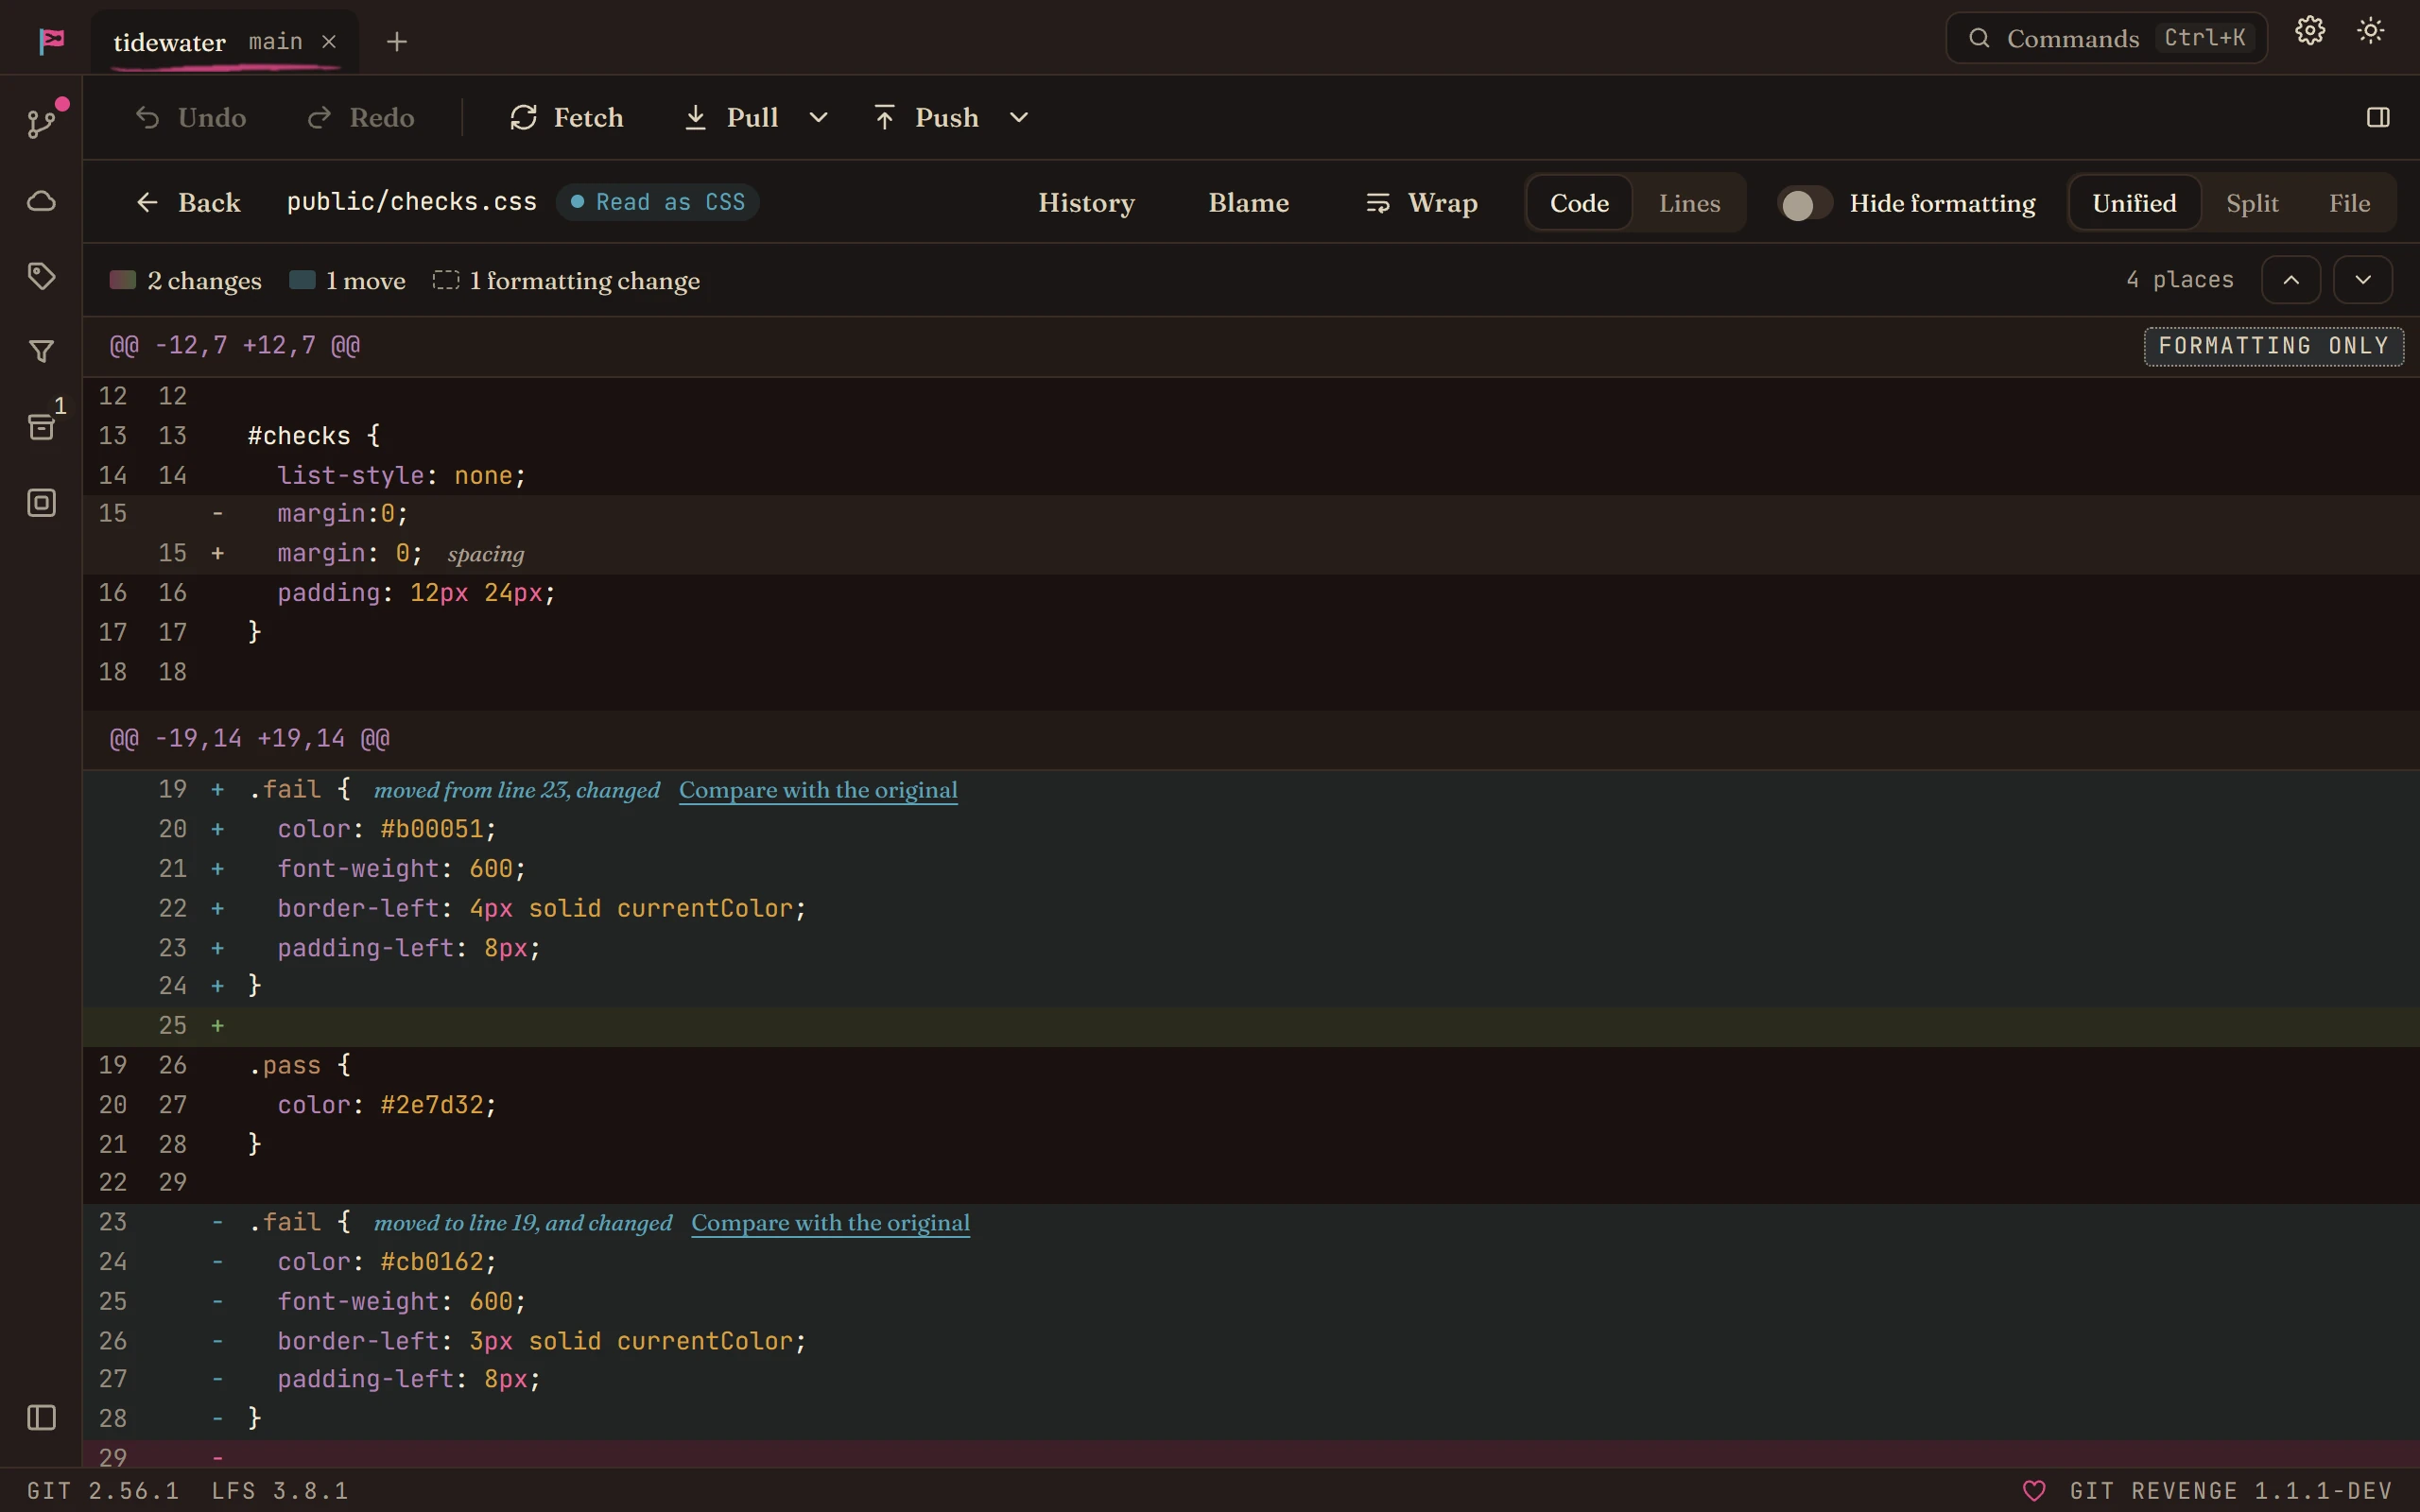 tidewater main
Commands Ctrl+K
Undo Redo Fetch Pull Push
Back public/checks.css Read as CSS History Blame Wrap Code Lines Hide formatting Unified Split File
2 changes 1 move 1 formatting change 4 places
@@ -12,7 +12,7 @@ FORMATTING ONLY
12 12
13 13 #checks {
14 14 list-style: none;
15 - margin:0;
15 + margin: 0; spacing
16 16 padding: 12px 24px;
17 17 }
18 18
@@ -19,14 +19,14 @@
19 + .fail { moved from line 23, changed Compare with the original
20 + color: #b00051;
21 + font-weight: 600;
22 + border-left: 4px solid currentColor;
23 + padding-left: 8px;
24 + }
25 +
19 26 .pass {
20 27 color: #2e7d32;
21 28 }
22 29
23 - .fail { moved to line 19, and changed Compare with the original
24 - color: #cb0162;
25 - font-weight: 600;
26 - border-left: 3px solid currentColor;
27 - padding-left: 8px;
28 - }
29 -
1
GIT 2.56.1 LFS 3.8.1 GIT REVENGE 1.1.1-DEV